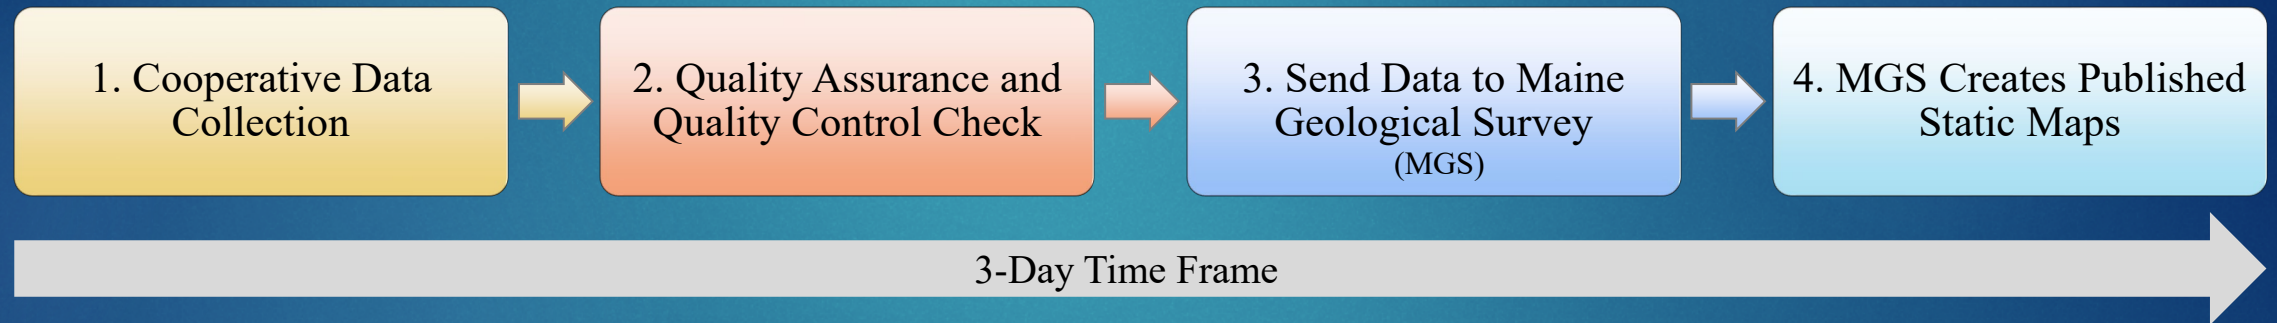 1. Cooperative Data
Collection
2. Quality Assurance and
Quality Control Check
3. Send Data to Maine
Geological Survey
(MGS)
4. MGS Creates Published
Static Maps
3-Day Time Frame